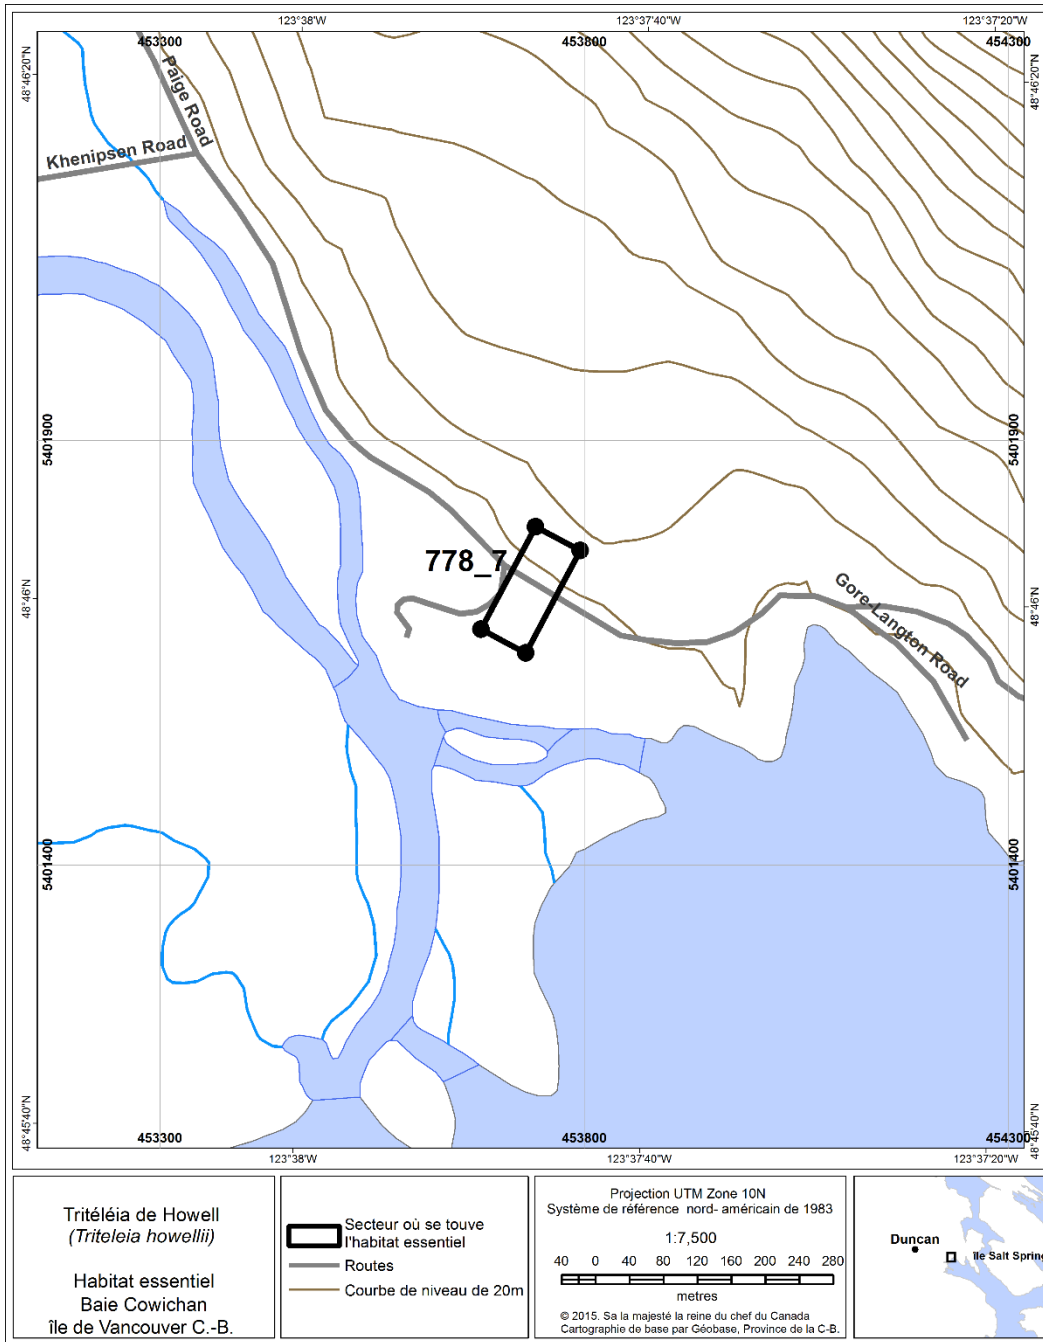 123°38'W 123°37'40"W 123°37'20"W
453300 453800 454300
48°46'20"N 48°46'20"N
Paige Road
Khenipsen Road
5401900 5401900
778_7
48°46'N 48°46'N
Gore-Langton Road
5401400 5401400
48°45'40"N 48°45'40"N
453300 453800 454300
123°38'W 123°37'40"W 123°37'20"W
Tritéléia de Howell
(Triteleia howellii)
Habitat essentiel
Baie Cowichan
île de Vancouver C.-B.
Secteur où se touve
l'habitat essentiel
Routes
Courbe de niveau de 20m
Projection UTM Zone 10N
Système de référence nord- américain de 1983
1:7,500
40 0 40 80 120 160 200 240 280
metres
© 2015. Sa la majesté la reine du chef du Canada
Cartographie de base par Géobase, Province de la C-B.
Duncan
île Salt Spring